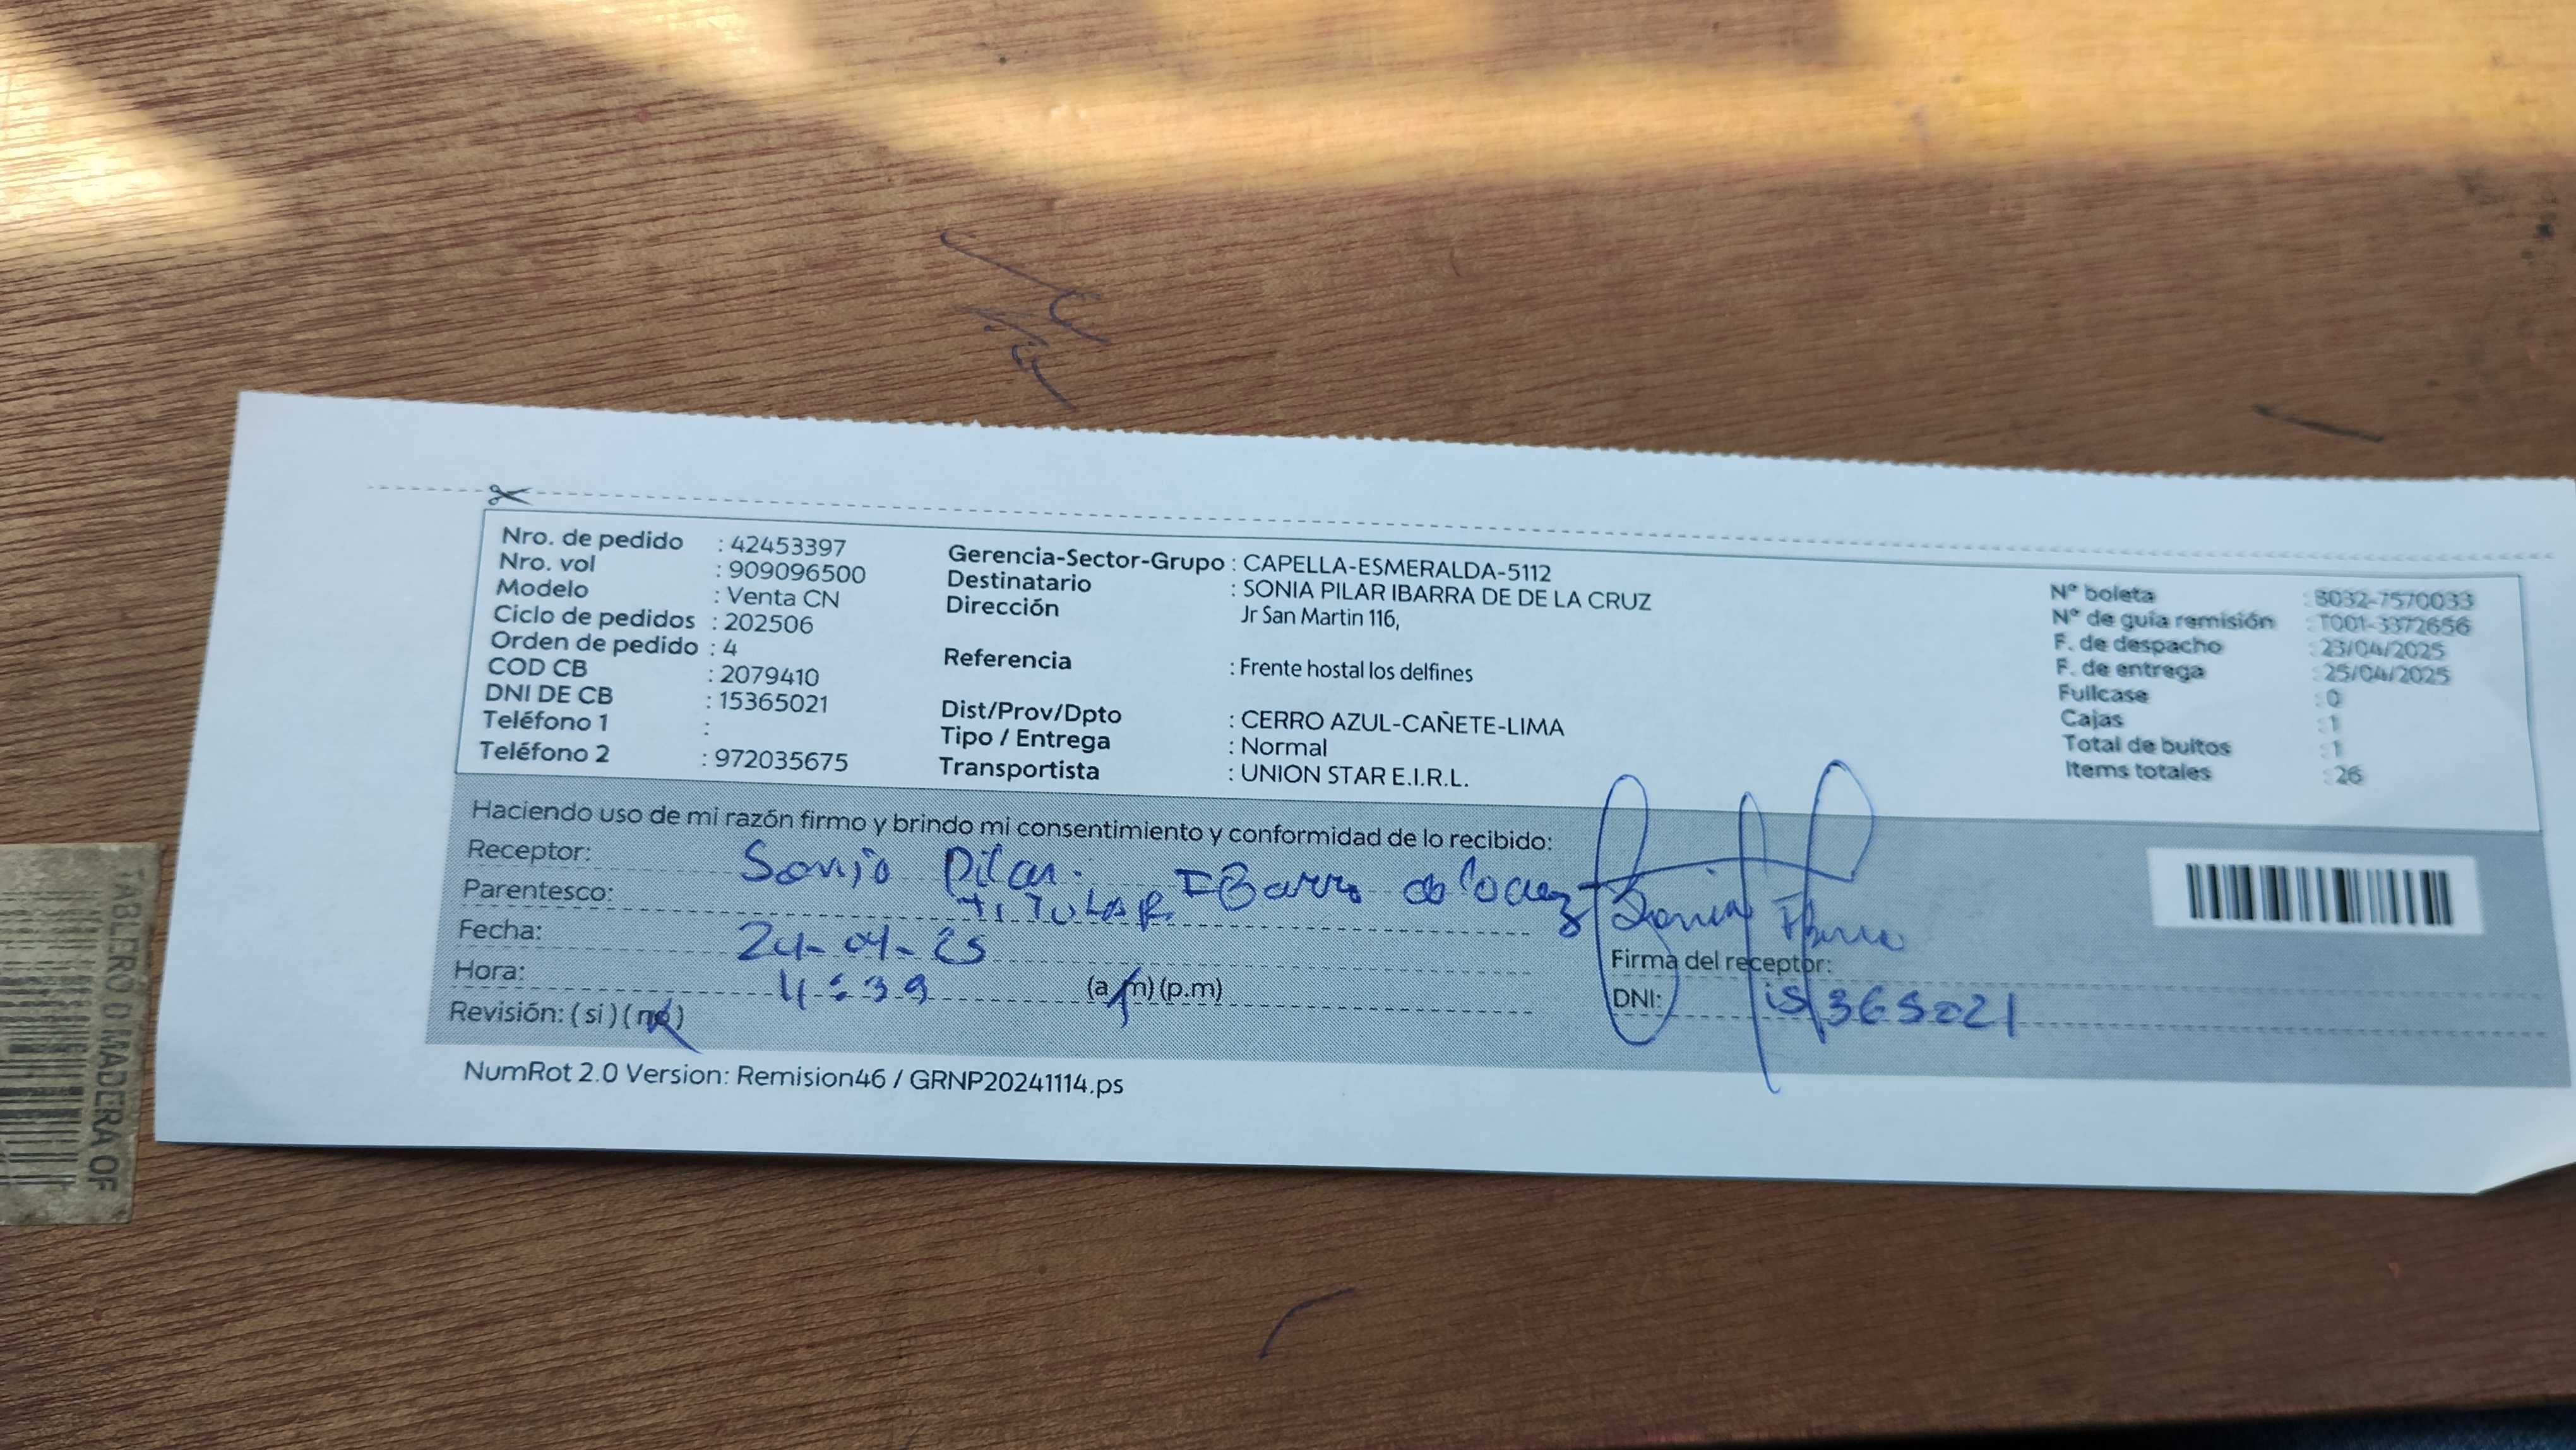 Nro. de pedido : 42453397
Nro. vol : 909096500
Modelo : Venta CN
Ciclo de pedidos : 202506
Orden de pedido : 4
COD CB : 2079410
DNI DE CB : 15365021
Teléfono 1 :
Teléfono 2 : 972035675
Gerencia-Sector-Grupo : CAPELLA-ESMERALDA-5112
Destinatario : SONIA PILAR IBARRA DE DE LA CRUZ
Dirección Jr San Martin 116,
Referencia : Frente hostal los delfines
Dist/Prov/Dpto : CERRO AZUL-CAÑETE-LIMA
Tipo / Entrega : Normal
Transportista : UNION STAR E.I.R.L.
Nº boleta : B032-7570033
Nº de guía remisión : T001-3372656
F. de despacho : 23/04/2025
F. de entrega : 25/04/2025
Fullcase : 0
Cajas : 1
Total de bultos : 1
Items totales : 26
Haciendo uso de mi razón firmo y brindo mi consentimiento y conformidad de lo recibido:
Receptor: Sonia Pilar IBarra
Parentesco: TITULAR
Fecha: 24-04-25
Hora: 4:39 (a.m) (p.m)
Revisión: ( si ) ( no )
Sonia Ibarra
Firma del receptor:
DNI: 15365021
NumRot 2.0 Version: Remision46 / GRNP20241114.ps
TABLERO O MADERA OF